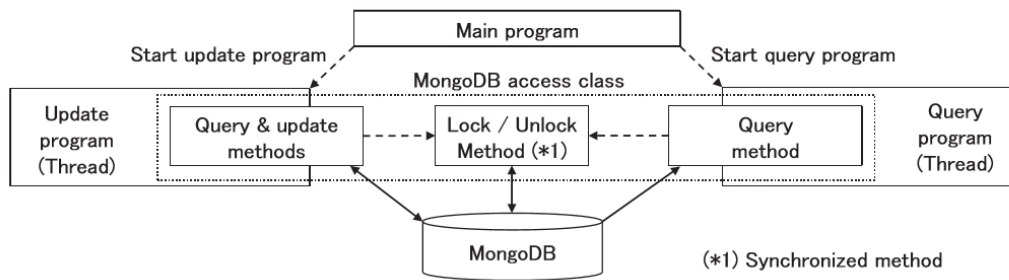 Main program
Start update program
Start query program
MongoDB access class
Update
program
(Thread)
Query & update
methods
Lock / Unlock
Method (*1)
Query
method
Query
program
(Thread)
MongoDB
(*1) Synchronized method